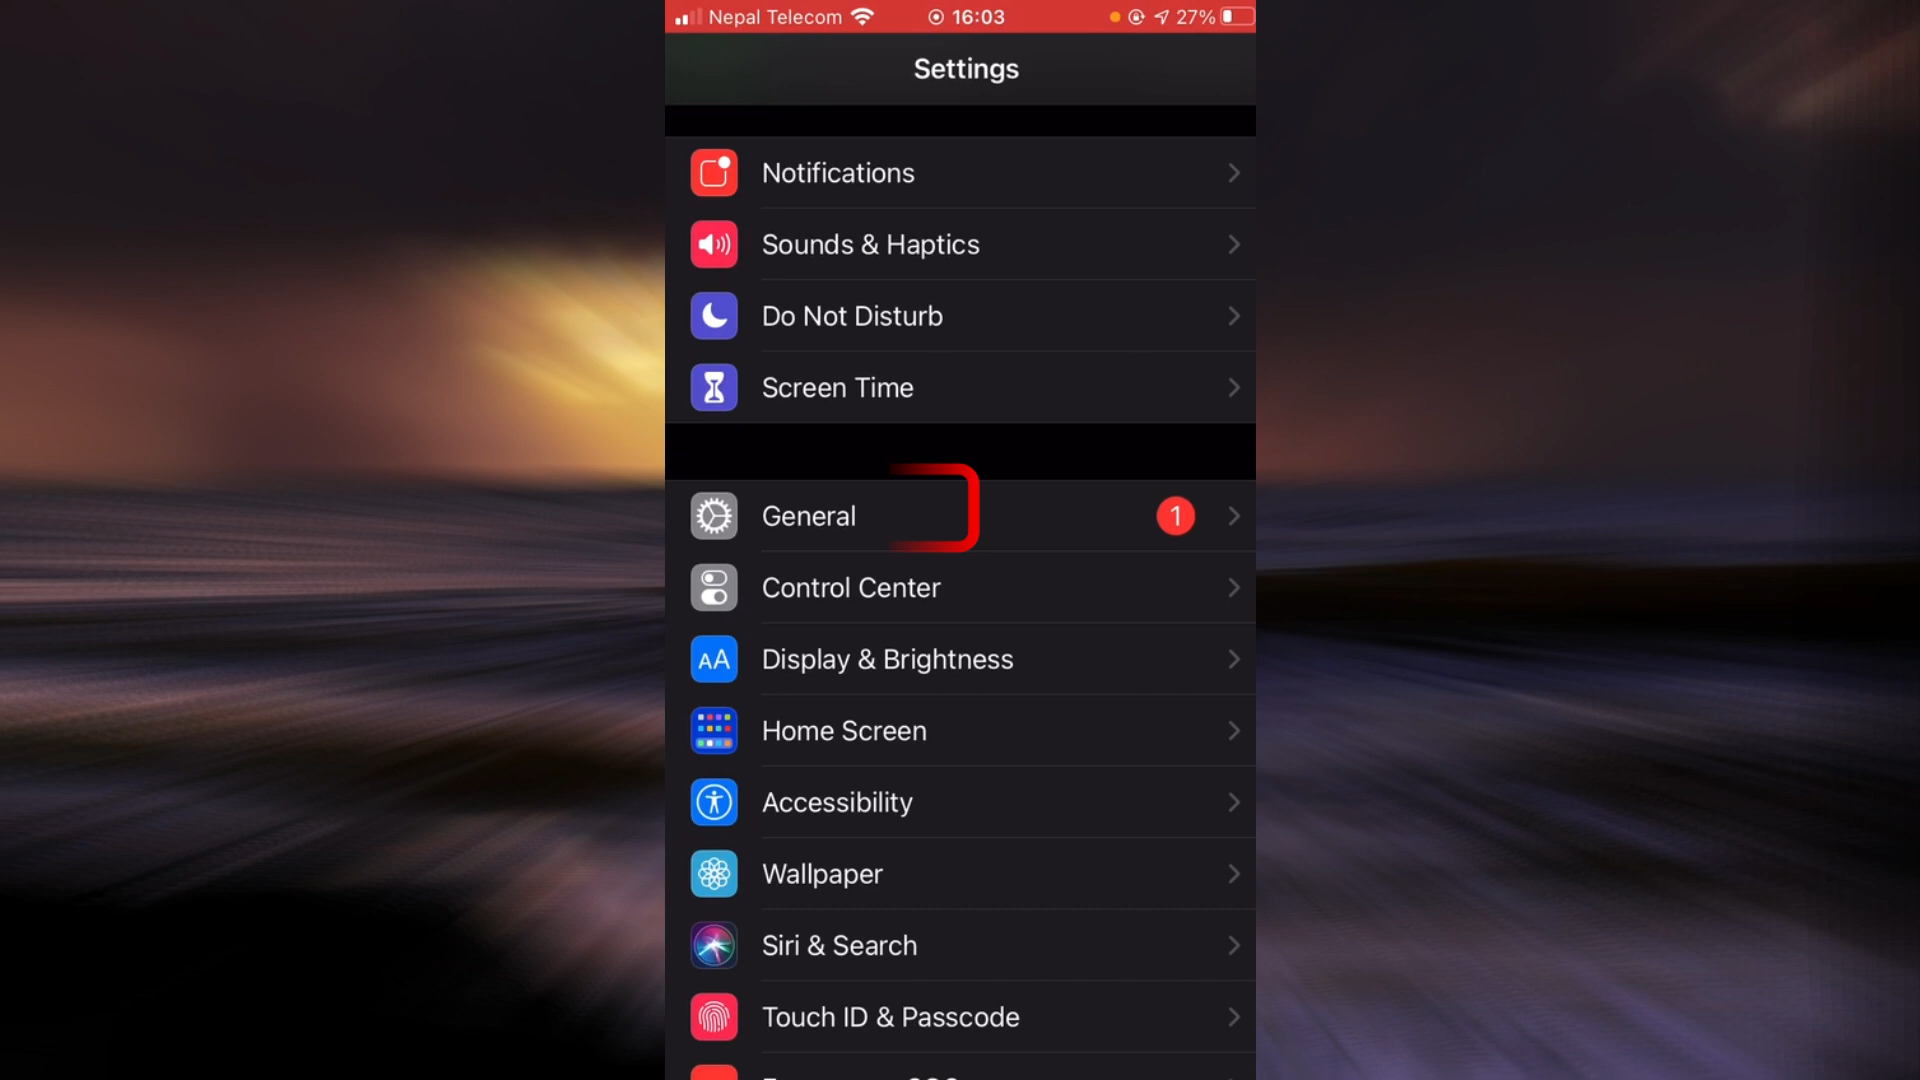 Nepal Telecom 16:03 27%
Settings
Notifications
Sounds & Haptics
Do Not Disturb
Screen Time
General 1
Control Center
AA Display & Brightness
Home Screen
Accessibility
Wallpaper
Siri & Search
Touch ID & Passcode